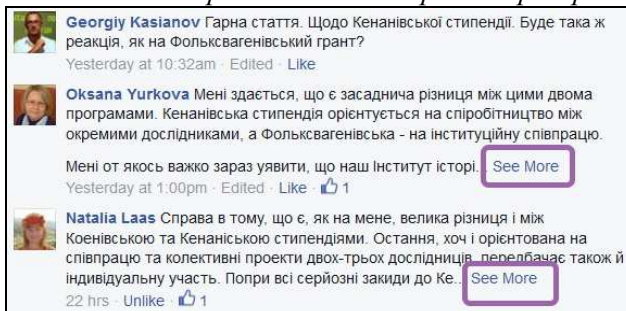 Georgiy Kasianov Гарна стаття. Щодо Кенанівської стипендії. Буде така ж
реакція, як на Фольксвагенівський грант?
Yesterday at 10:32am · Edited · Like
Oksana Yurkova Мені здається, що є засаднича різниця між цими двома
програмами. Кенанівська стипендія орієнтується на співробітництво між
окремими дослідниками, а Фольксвагенівська - на інституційну співпрацю.
Мені от якось важко зараз уявити, що наш Інститут історі... See More
Yesterday at 1:00pm · Edited · Like · 1
Natalia Laas Справа в тому, що є, як на мене, велика різниця і між
Коенівською та Кенаніською стипендіями. Остання, хоч і орієнтована на
співпрацю та колективні проекти двох-трьох дослідників, передбачає також й
індивідуальну участь. Попри всі серйозні закиди до Ке... See More
22 hrs · Unlike · 1